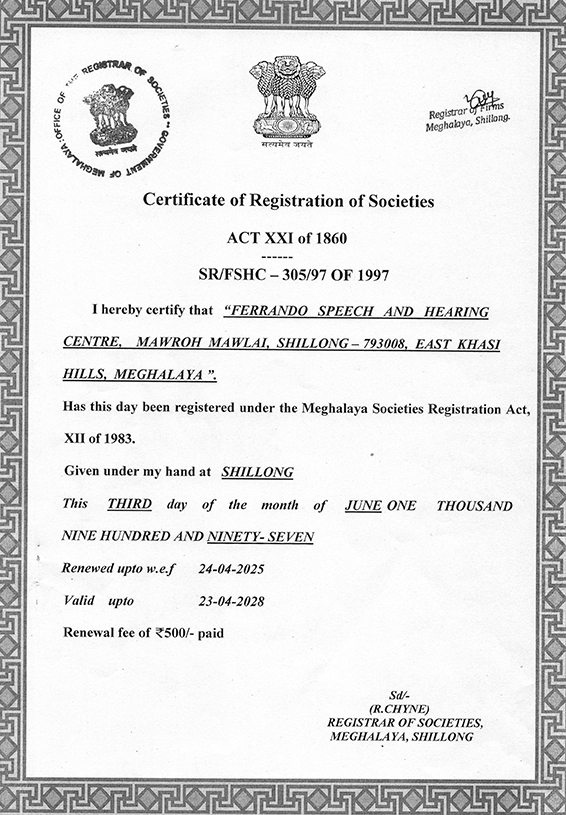 OFFICE OF THE REGISTRAR OF SOCIETIES
GOVERNMENT OF MEGHALAYA
सत्यमेव जयते
सत्यमेव जयते
Registrar of Firms
Meghalaya, Shillong.
Certificate of Registration of Societies
ACT XXI of 1860
------
SR/FSHC – 305/97 OF 1997
I hereby certify that “FERRANDO SPEECH AND HEARING
CENTRE, MAWROH MAWLAI, SHILLONG – 793008, EAST KHASI
HILLS, MEGHALAYA ”.
Has this day been registered under the Meghalaya Societies Registration Act,
XII of 1983.
Given under my hand at SHILLONG
This THIRD day of the month of JUNE ONE THOUSAND
NINE HUNDRED AND NINETY- SEVEN
Renewed upto w.e.f 24-04-2025
Valid upto 23-04-2028
Renewal fee of ₹500/- paid
Sd/-
(R.CHYNE)
REGISTRAR OF SOCIETIES,
MEGHALAYA, SHILLONG